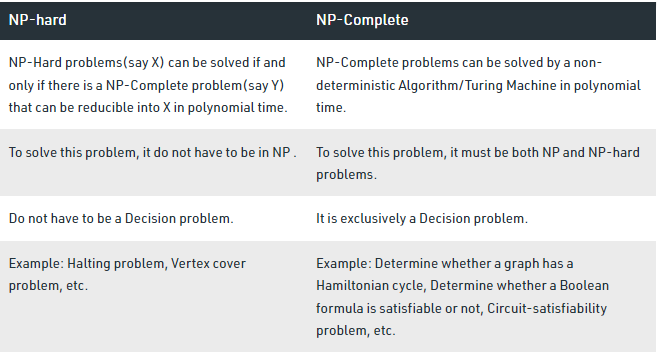 NP-hard
NP-Complete
NP-Hard problems(say X) can be solved if and
only if there is a NP-Complete problem(say Y)
that can be reducible into X in polynomial time.
NP-Complete problems can be solved by a non-
deterministic Algorithm/Turing Machine in polynomial
time.
To solve this problem, it do not have to be in NP .
To solve this problem, it must be both NP and NP-hard
problems.
Do not have to be a Decision problem.
It is exclusively a Decision problem.
Example: Halting problem, Vertex cover
problem, etc.
Example: Determine whether a graph has a
Hamiltonian cycle, Determine whether a Boolean
formula is satisfiable or not, Circuit-satisfiability
problem, etc.